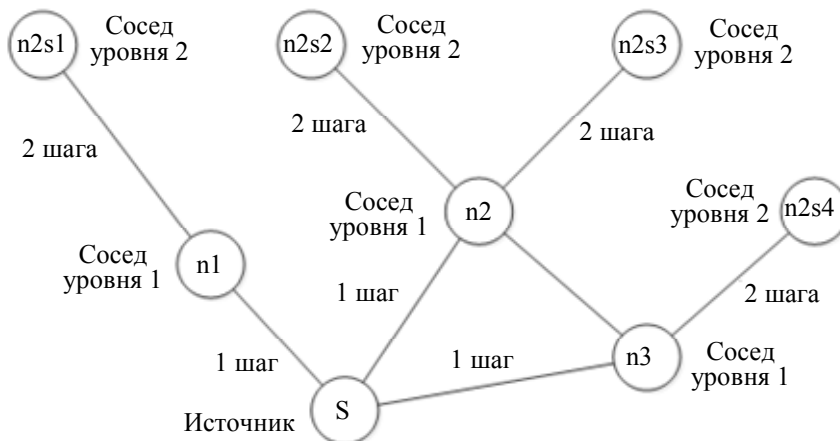 n2s1
Сосед
уровня 2
n2s2
Сосед
уровня 2
n2s3
Сосед
уровня 2
2 шага
2 шага
2 шага
Сосед
уровня 1
n2
Сосед
уровня 2
n2s4
Сосед
уровня 1
n1
1 шаг
2 шага
1 шаг
1 шаг
n3
Сосед
уровня 1
Источник
S